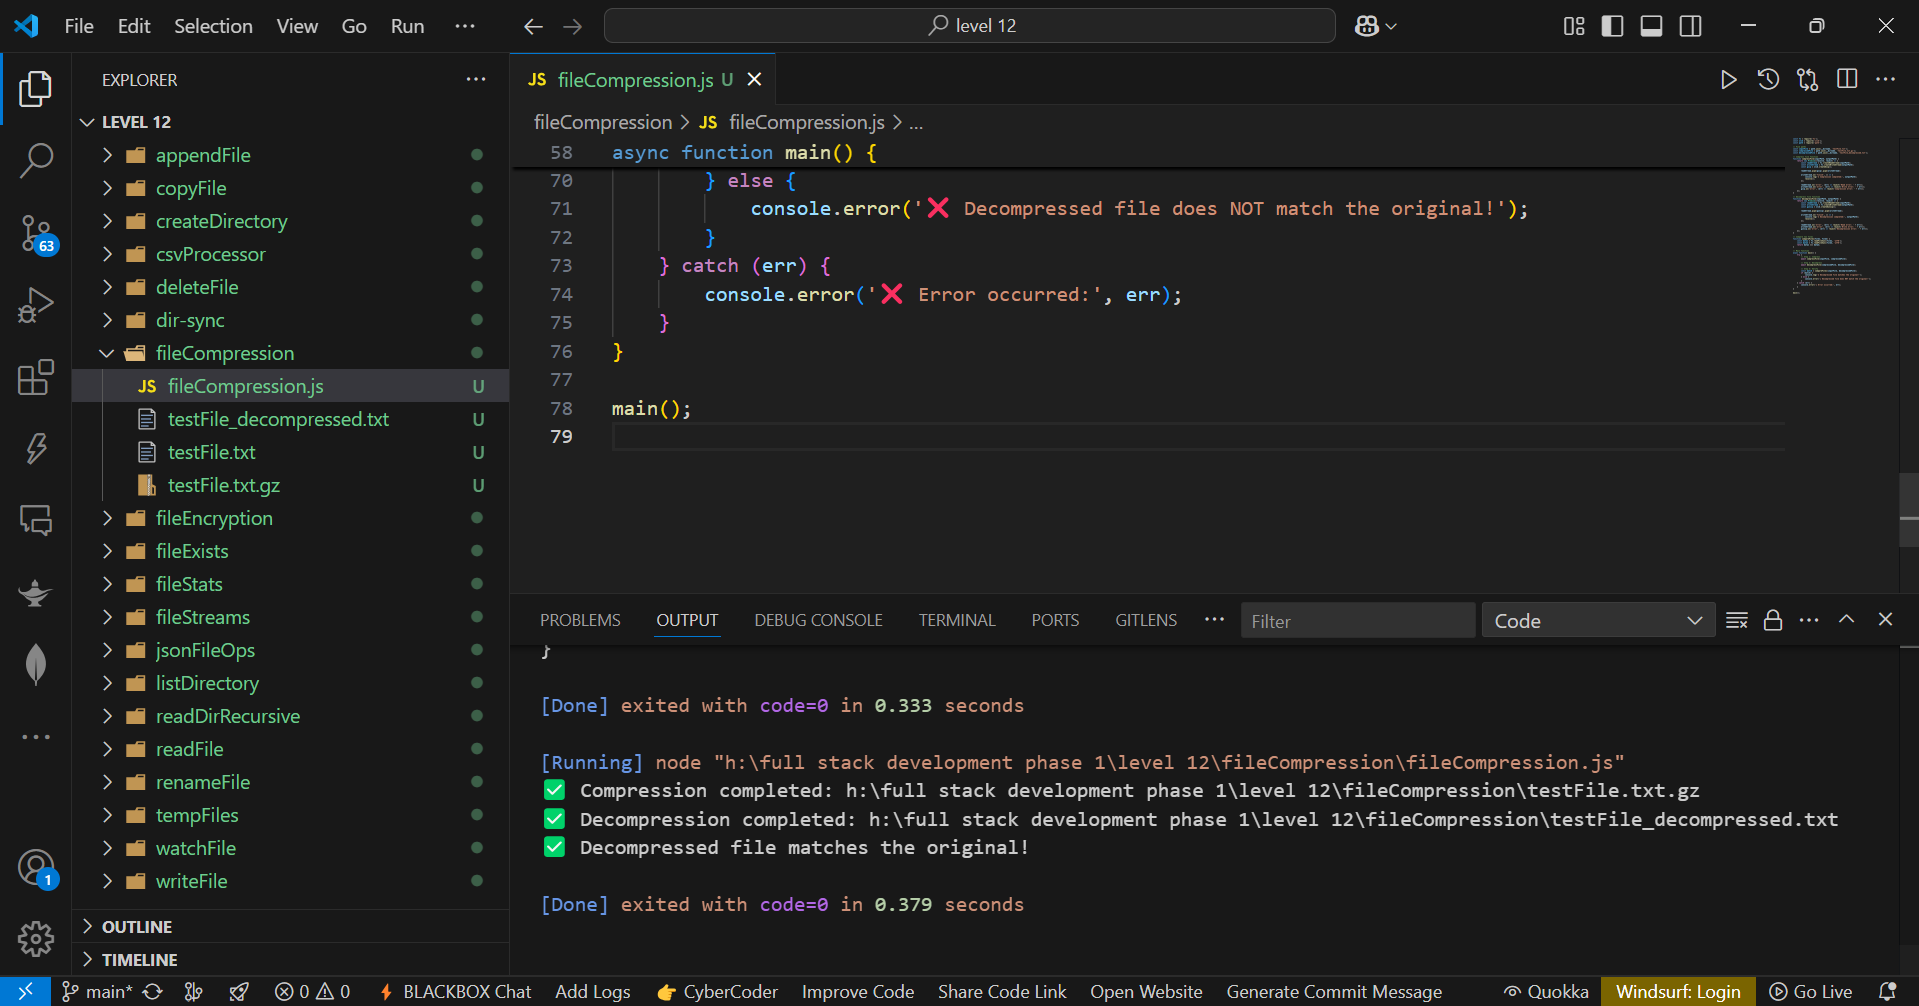 File Edit Selection View Go Run ···
level 12
EXPLORER
LEVEL 12
appendFile
copyFile
createDirectory
csvProcessor
deleteFile
dir-sync
fileCompression
JS fileCompression.js U
testFile_decompressed.txt U
testFile.txt U
testFile.txt.gz U
fileEncryption
fileExists
fileStats
fileStreams
jsonFileOps
listDirectory
readDirRecursive
readFile
renameFile
tempFiles
watchFile
writeFile
OUTLINE
TIMELINE
63
1
JS fileCompression.js U
fileCompression > JS fileCompression.js > ...
58 async function main() {
70 } else {
71 console.error('❌ Decompressed file does NOT match the original!');
72 }
73 } catch (err) {
74 console.error('❌ Error occurred:', err);
75 }
76 }
77
78 main();
79
PROBLEMS OUTPUT DEBUG CONSOLE TERMINAL PORTS GITLENS ··· Filter Code
}
[Done] exited with code=0 in 0.333 seconds
[Running] node "h:\full stack development phase 1\level 12\fileCompression\fileCompression.js"
✅ Compression completed: h:\full stack development phase 1\level 12\fileCompression\testFile.txt.gz
✅ Decompression completed: h:\full stack development phase 1\level 12\fileCompression\testFile_decompressed.txt
✅ Decompressed file matches the original!
[Done] exited with code=0 in 0.379 seconds
main* 0 0 BLACKBOX Chat Add Logs 👉 CyberCoder Improve Code Share Code Link Open Website Generate Commit Message Quokka Windsurf: Login Go Live